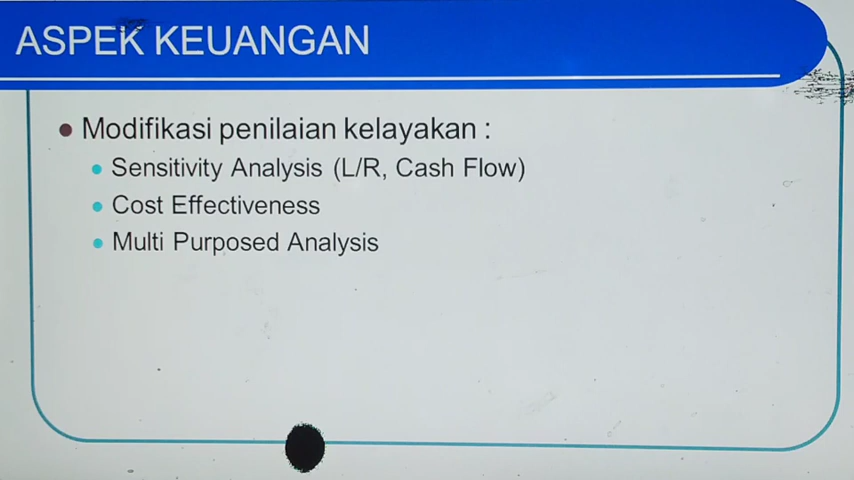 ASPEK KEUANGAN
Modifikasi penilaian kelayakan :
Sensitivity Analysis (L/R, Cash Flow)
Cost Effectiveness
Multi Purposed Analysis